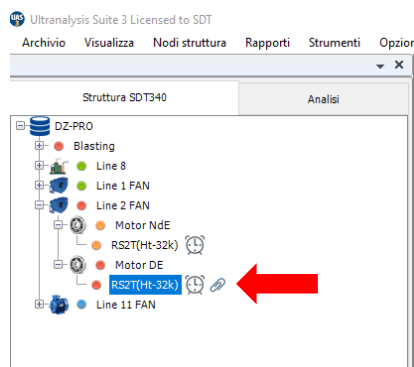 UAS 3 Ultranalysis Suite 3 Licensed to SDT
Archivio Visualizza Nodi struttura Rapporti Strumenti Opzior
Struttura SDT340 Analisi
DZ-PRO
Blasting
Line 8
Line 1 FAN
Line 2 FAN
Motor NdE
RS2T(Ht-32k)
Motor DE
RS2T(Ht-32k)
Line 11 FAN